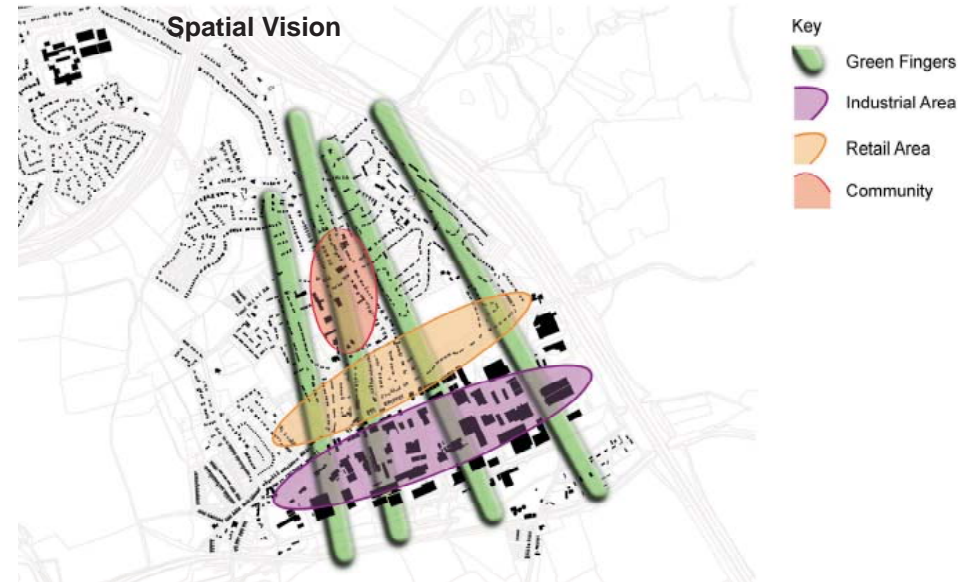 Spatial Vision
Key
Green Fingers
Industrial Area
Retail Area
Community